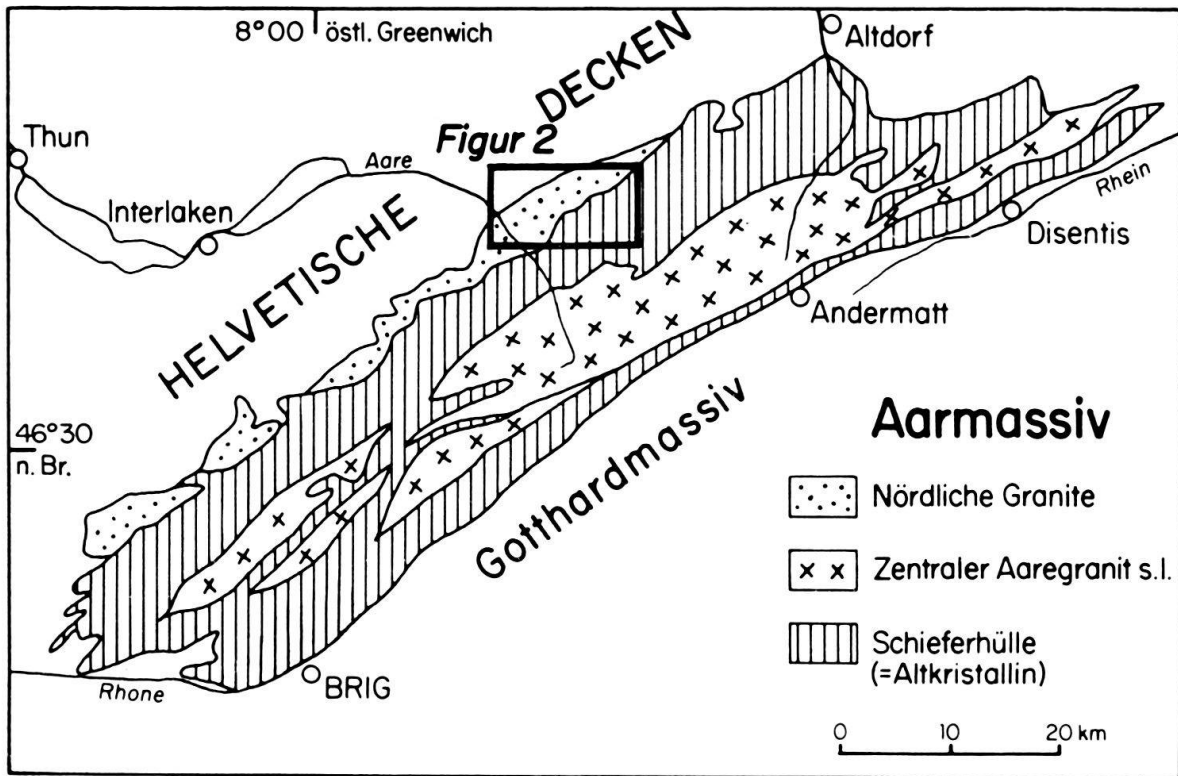 8°00 östl. Greenwich
Altdorf
DECKEN
Thun
Figur 2
Aare
Rhein
Interlaken
Disentis
HELVETISCHE
Andermatt
Aarmassiv
46°30
n. Br.
Gotthardmassiv
Nördliche Granite
Zentraler Aaregranit s.l.
Schieferhülle
(=Altkristallin)
Rhone
BRIG
0 10 20 km